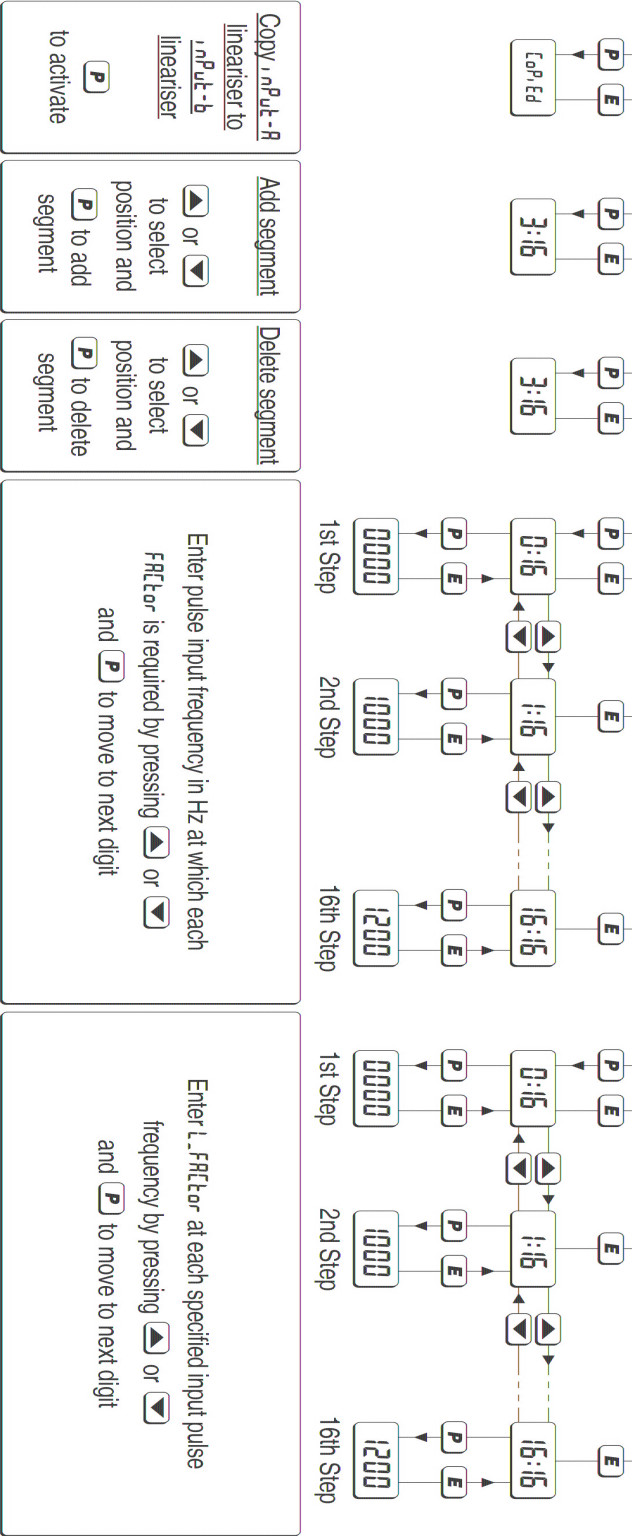 P E P E P E P E E E P E E E
CoPiEd 3:16 3:16 0:16 1:16 16:16 0:16 1:16 16:16
P E P E P E P E P E P E
0000 1000 1200 0000 1000 1200
1st Step 2nd Step 16th Step 1st Step 2nd Step 16th Step
Copy inPut-A
lineariser to
inPut-b
lineariser
P
to activate
Add segment
▲ or ▼
to select
position and
P to add
segment
Delete segment
▲ or ▼
to select
position and
P to delete
segment
Enter pulse input frequency in Hz at which each
FACtor is required by pressing ▲ or ▼
and P to move to next digit
Enter L_FACtor at each specified input pulse
frequency by pressing ▲ or ▼
and P to move to next digit